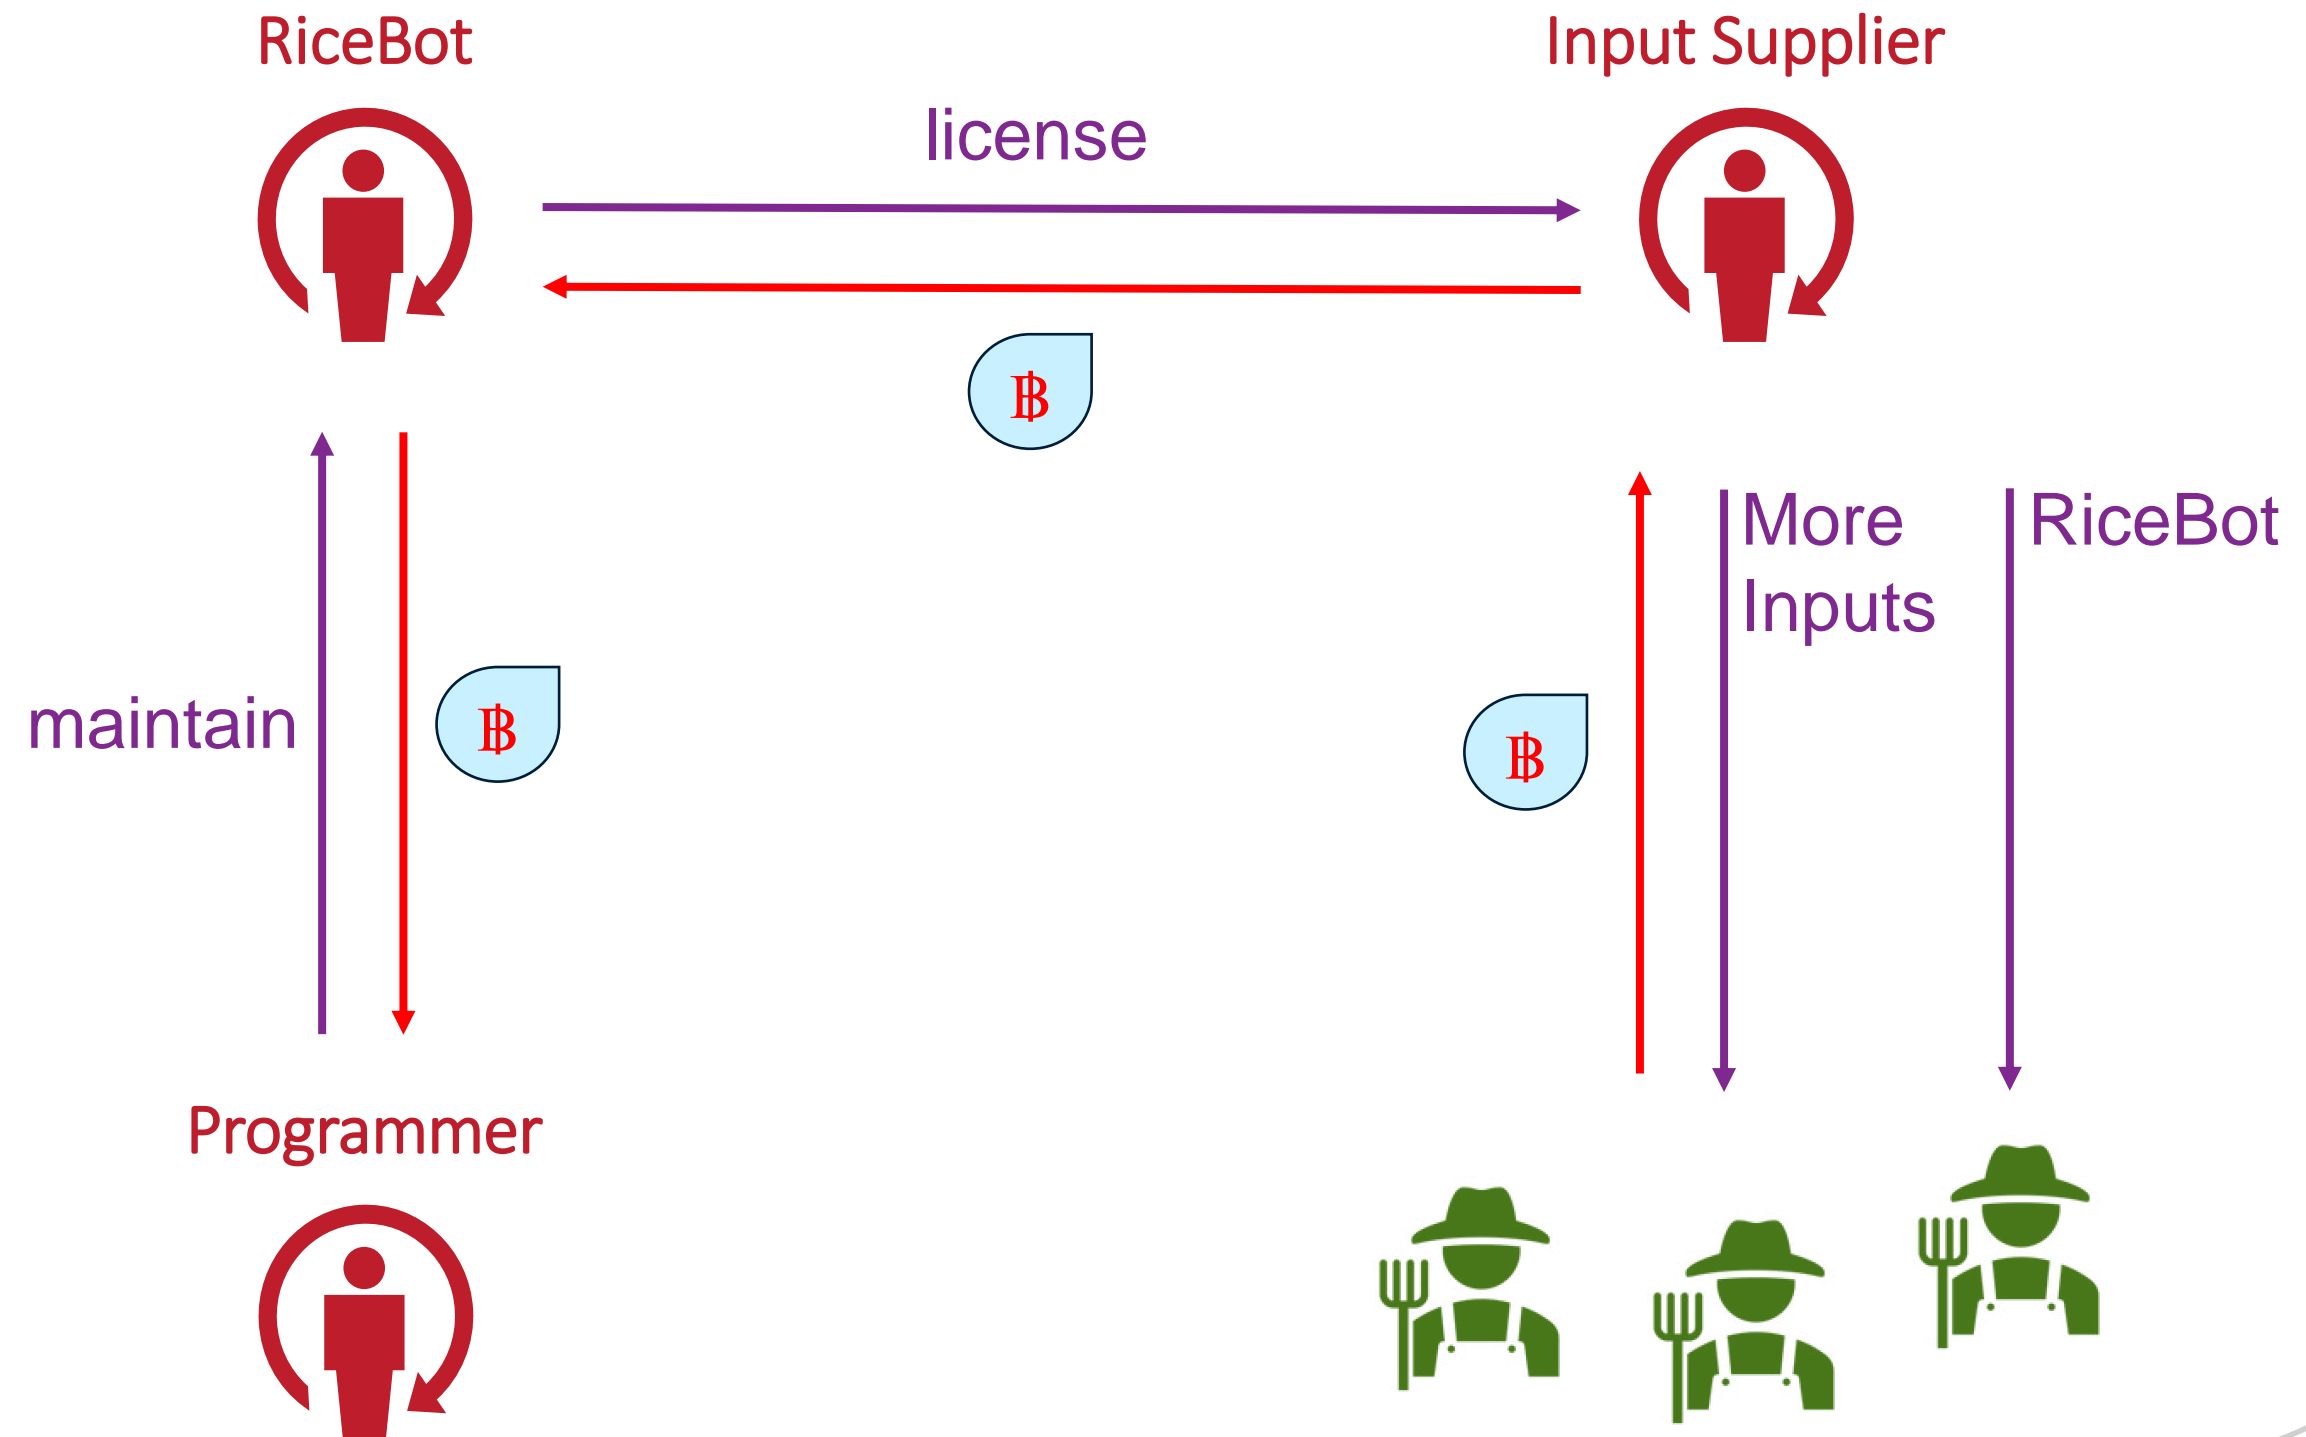 RiceBot
Input Supplier
license
฿
More
Inputs
RiceBot
maintain
฿
฿
Programmer